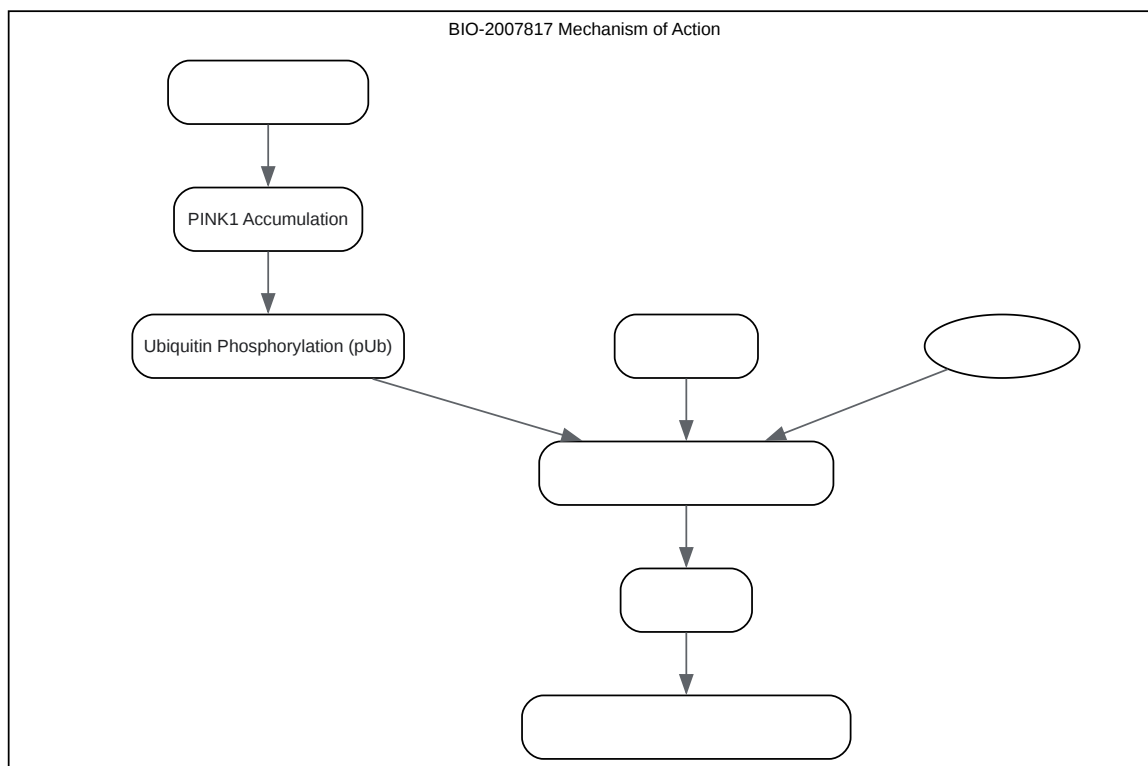 BIO-2007817 Mechanism of Action
PINK1 Accumulation
Ubiquitin Phosphorylation (pUb)